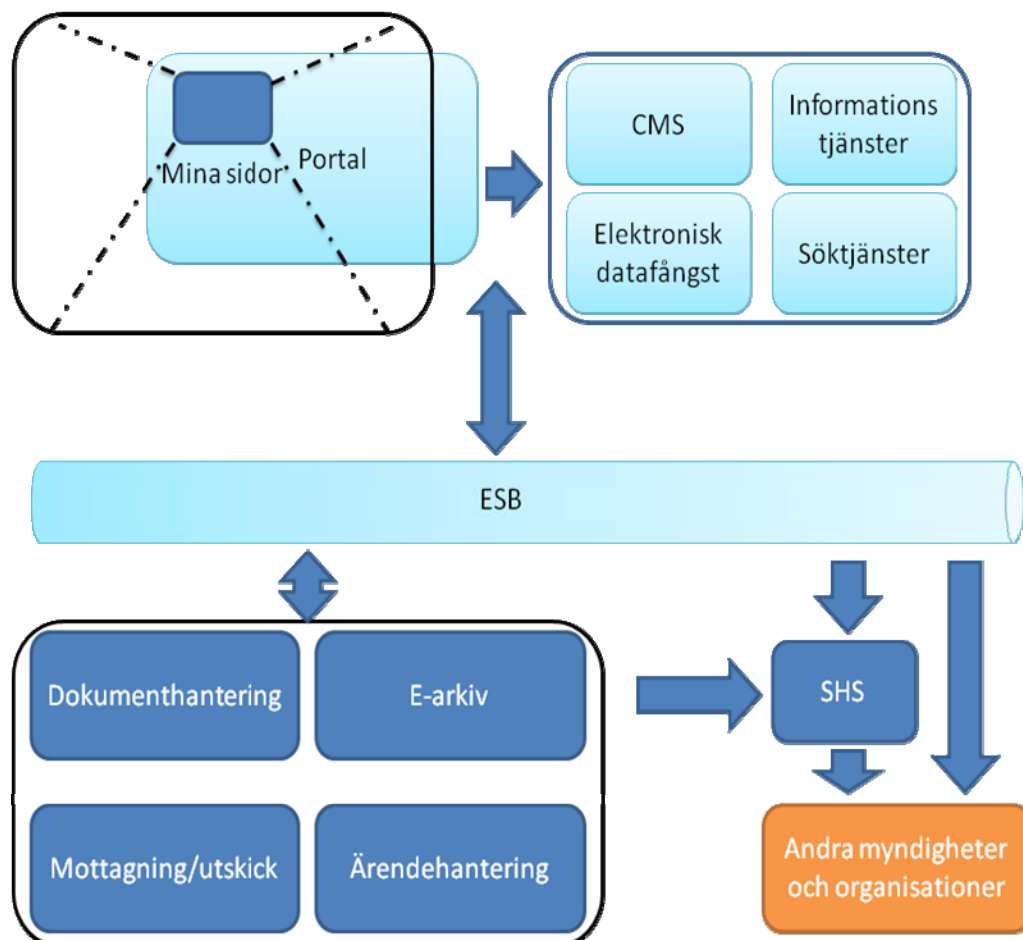 Mina sidor
Portal
CMS
Informations
tjänster
Elektronisk
datafångst
Söktjänster
ESB
Dokumenthantering
E-arkiv
SHS
Mottagning/utskick
Ärendehantering
Andra myndigheter
och organisationer